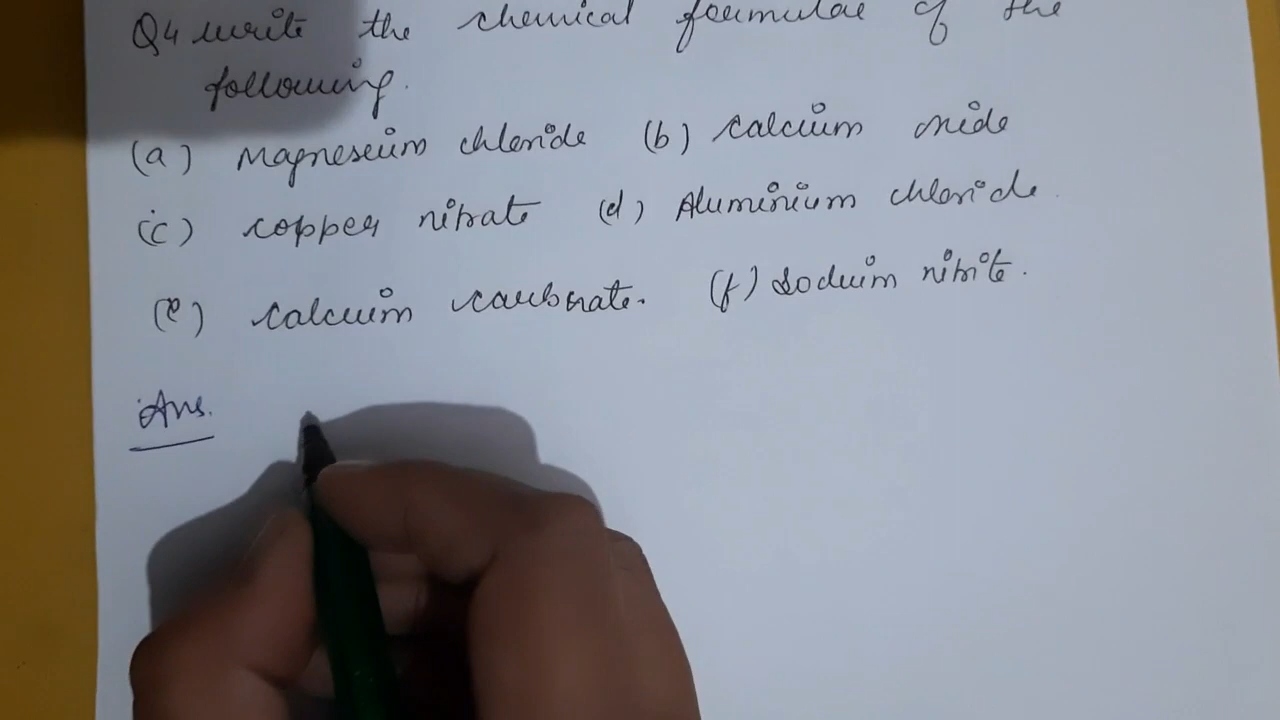 Q4 write the chemical formulae of the
following.
(a) Magnesium chloride (b) calcium oxide
(c) copper nitrate (d) Aluminium chloride.
(e) calcium carbonate. (f) sodium nitrite.
Ans.